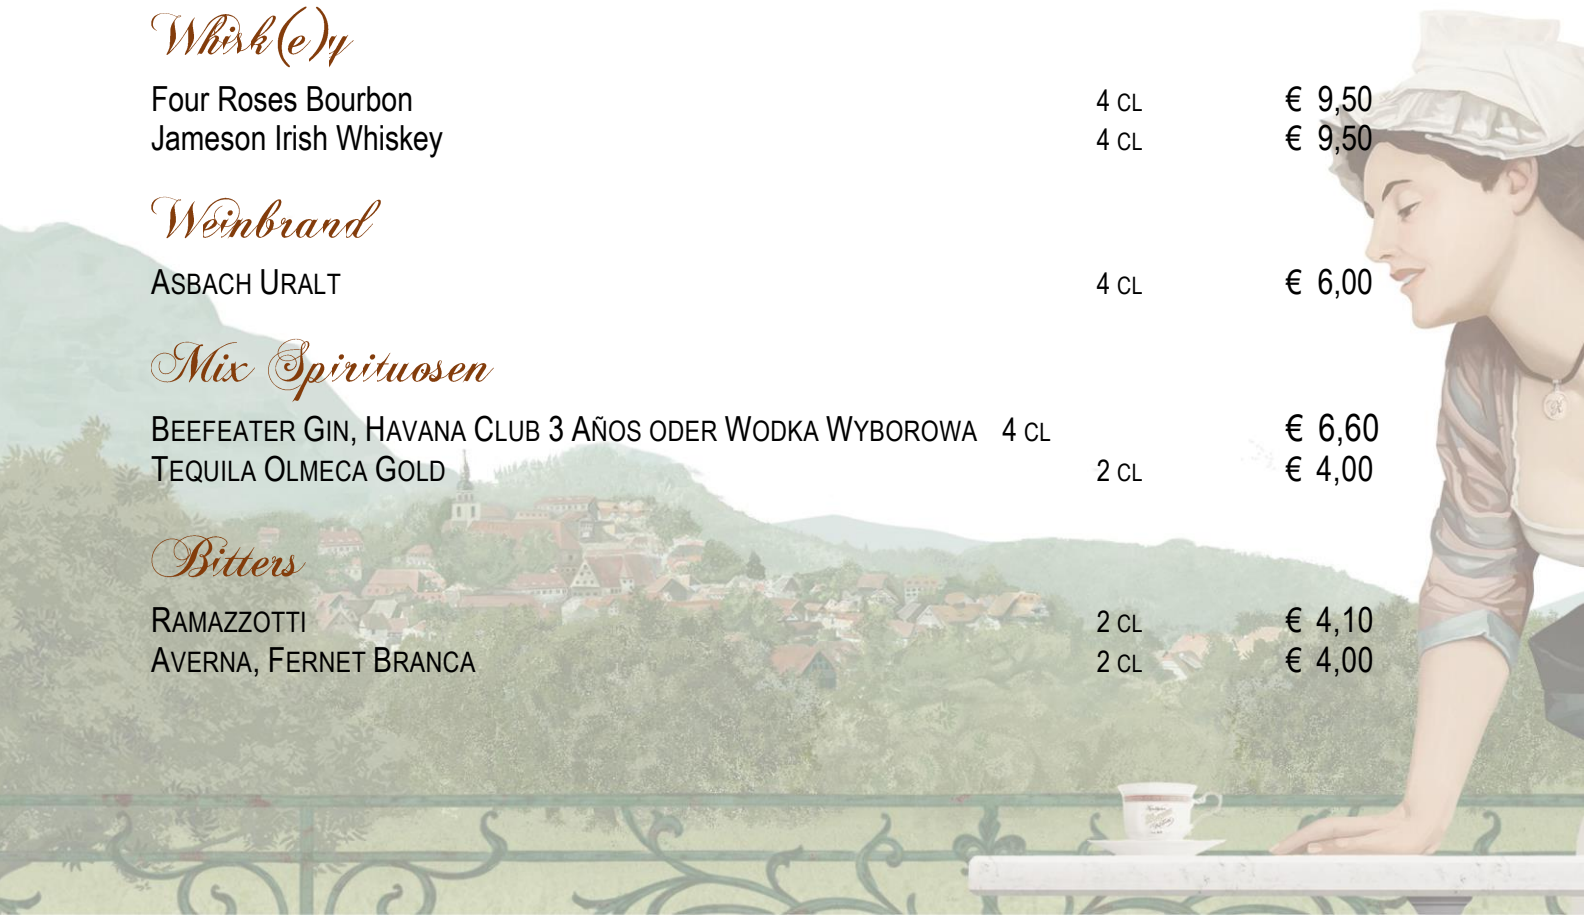 Whisk(e)y
Four Roses Bourbon 4 CL € 9,50
Jameson Irish Whiskey 4 CL € 9,50
Weinbrand
ASBACH URALT 4 CL € 6,00
Mix Spirituosen
BEEFEATER GIN, HAVANA CLUB 3 AÑOS ODER WODKA WYBOROWA 4 CL € 6,60
TEQUILA OLMECA GOLD 2 CL € 4,00
Bitters
RAMAZZOTTI 2 CL € 4,10
AVERNA, FERNET BRANCA 2 CL € 4,00